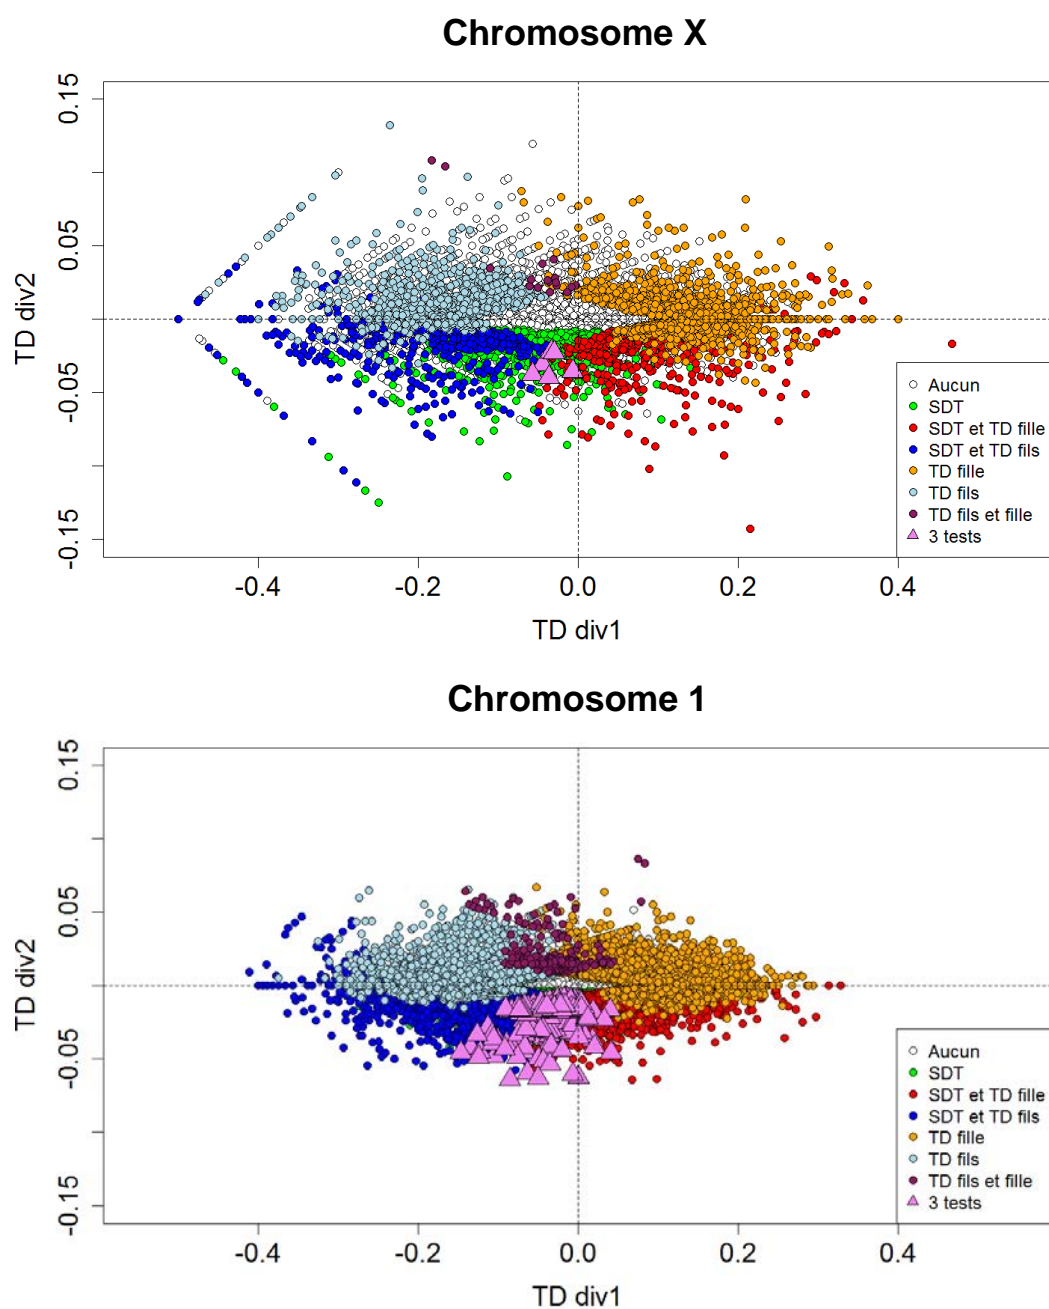 Chromosome X
0.15
0.05
-0.05
-0.15
TD div2
Aucun
SDT
SDT et TD fille
SDT et TD fils
TD fille
TD fils
TD fils et fille
3 tests
-0.4 -0.2 0.0 0.2 0.4
TD div1
Chromosome 1
0.15
0.05
-0.05
-0.15
TD div2
Aucun
SDT
SDT et TD fille
SDT et TD fils
TD fille
TD fils
TD fils et fille
3 tests
-0.4 -0.2 0.0 0.2 0.4
TD div1